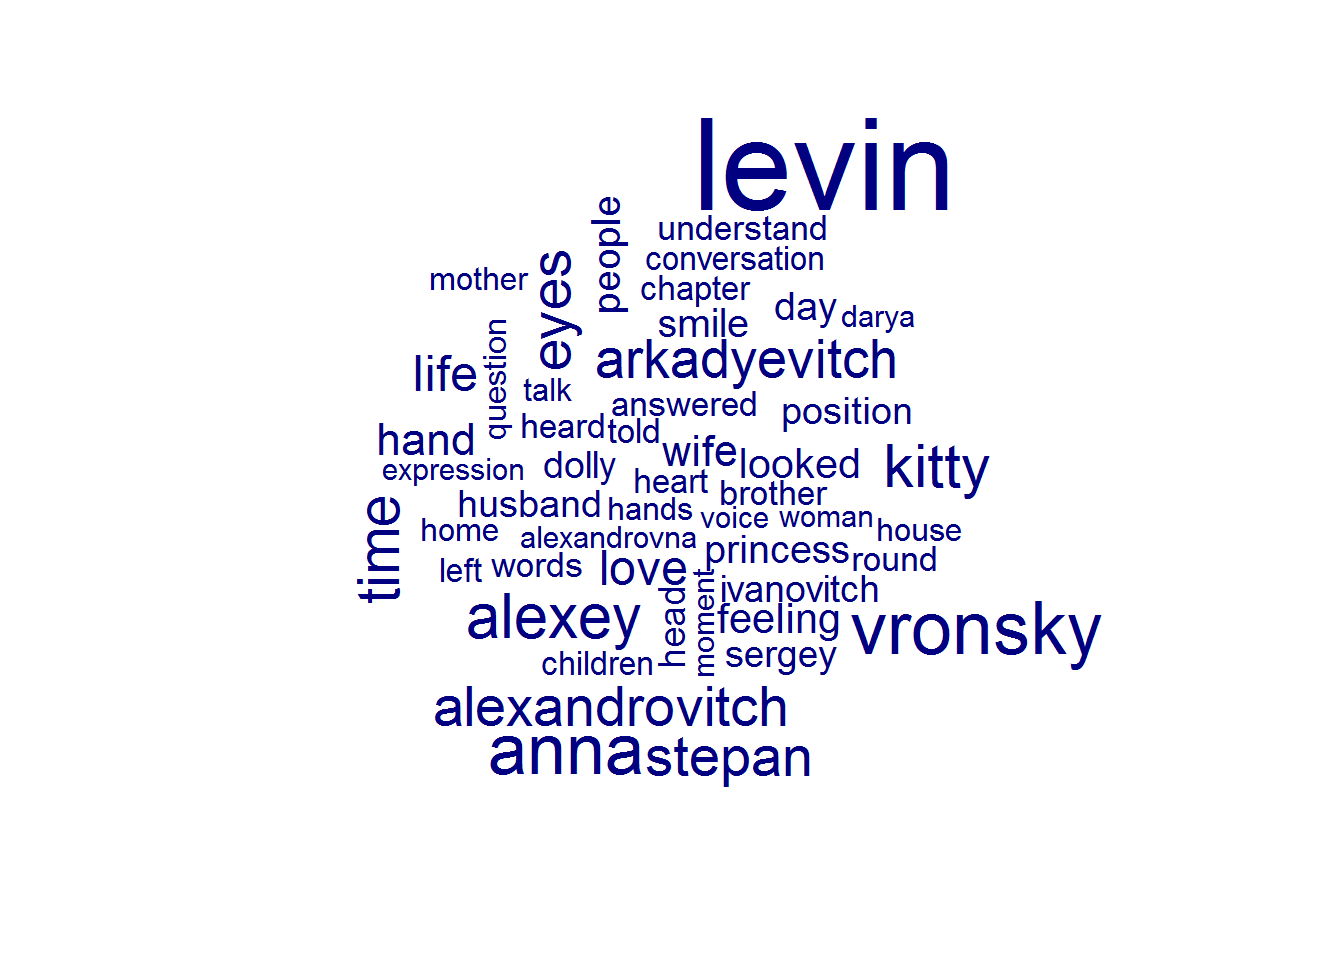 levin
people
understand
eyes
conversation
mother
chapter
day
darya
smile
question
arkadyevitch
life
talk
answered
position
heard
told
hand
wife
looked
kitty
dolly
expression
heart
brother
husband
hands
time
voice
woman
home
house
alexandrovna
princess
round
left
words
love
moment
ivanovitch
head
alexey
feeling
vronsky
sergey
children
alexandrovitch
anna
stepan